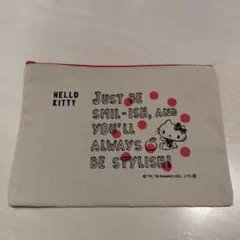 HELLO
KITTY
JUST BE
SMIL-ISH, AND
YOU'LL
ALWAYS
BE STYLISH!